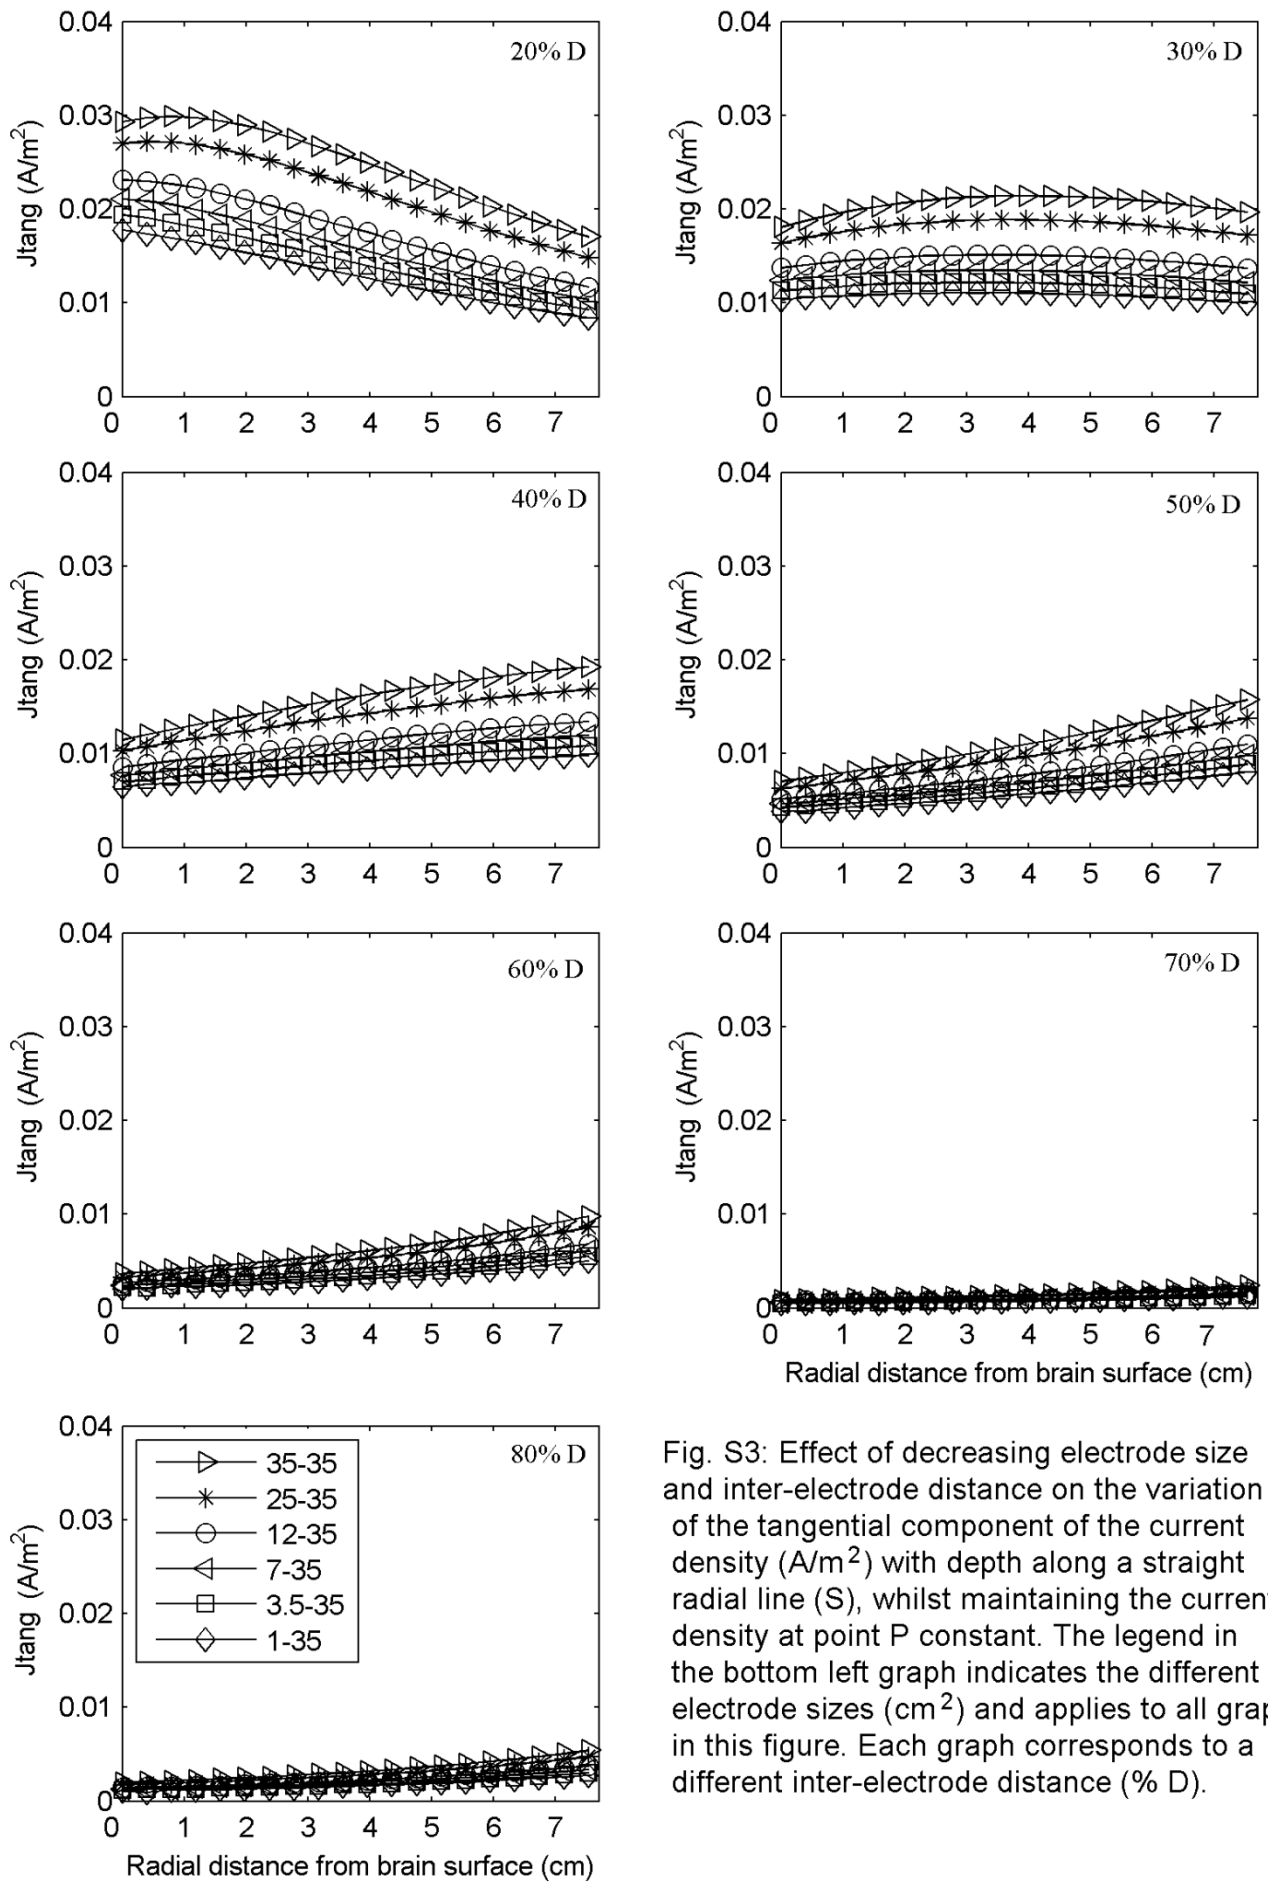 0.04
20% D
0.03
0.02
0.01
0
Jtang (A/m²)
0 1 2 3 4 5 6 7
0.04
30% D
0.03
0.02
0.01
0
Jtang (A/m²)
0 1 2 3 4 5 6 7
0.04
40% D
0.03
0.02
0.01
0
Jtang (A/m²)
0 1 2 3 4 5 6 7
0.04
50% D
0.03
0.02
0.01
0
Jtang (A/m²)
0 1 2 3 4 5 6 7
0.04
60% D
0.03
0.02
0.01
0
Jtang (A/m²)
0 1 2 3 4 5 6 7
0.04
70% D
0.03
0.02
0.01
0
Jtang (A/m²)
0 1 2 3 4 5 6 7
Radial distance from brain surface (cm)
0.04
80% D
0.03
0.02
0.01
0
Jtang (A/m²)
35-35
25-35
12-35
7-35
3.5-35
1-35
0 1 2 3 4 5 6 7
Radial distance from brain surface (cm)
Fig. S3: Effect of decreasing electrode size
and inter-electrode distance on the variation
of the tangential component of the current
density (A/m²) with depth along a straight
radial line (S), whilst maintaining the current
density at point P constant. The legend in
the bottom left graph indicates the different
electrode sizes (cm²) and applies to all grap
in this figure. Each graph corresponds to a
different inter-electrode distance (% D).